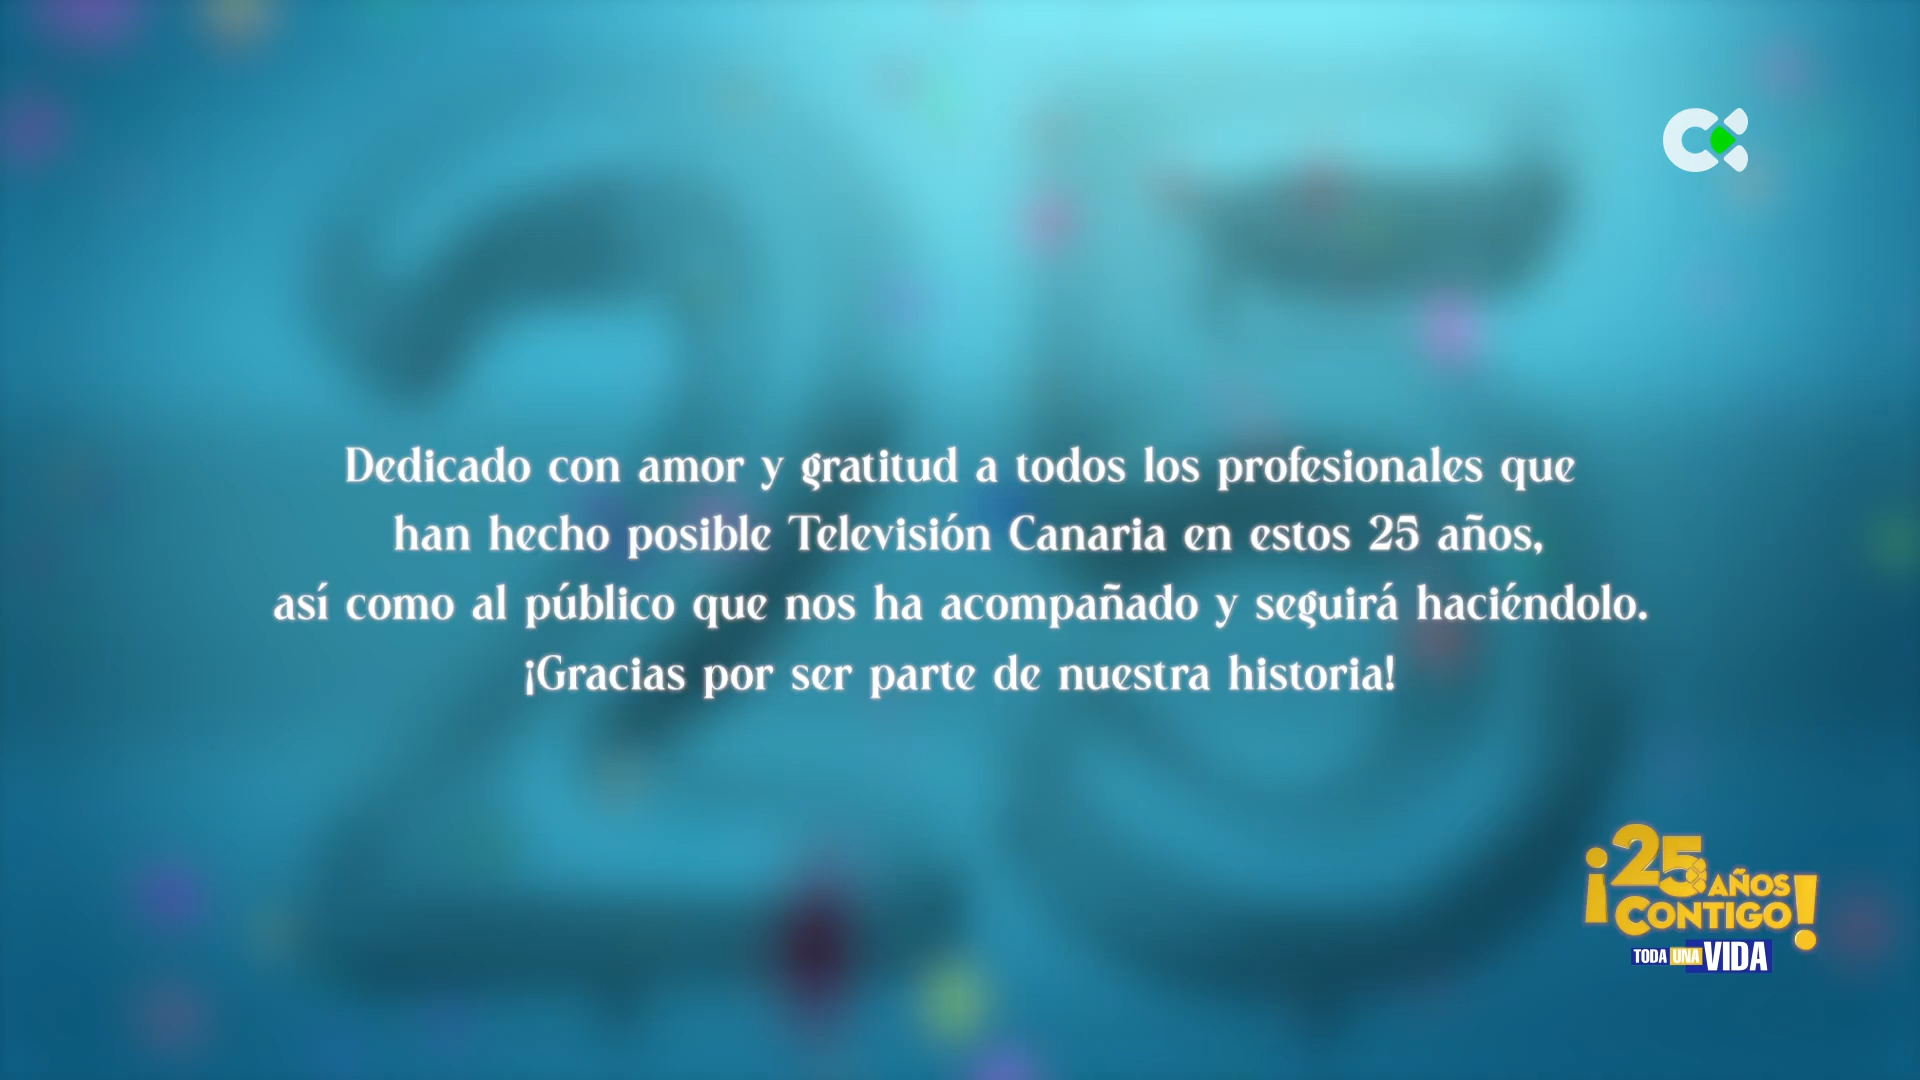 Dedicado con amor y gratitud a todos los profesionales que
han hecho posible Televisión Canaria en estos 25 años,
así como al público que nos ha acompañado y seguirá haciéndolo.
¡Gracias por ser parte de nuestra historia!
¡25 AÑOS
CONTIGO!
TODA UNA VIDA